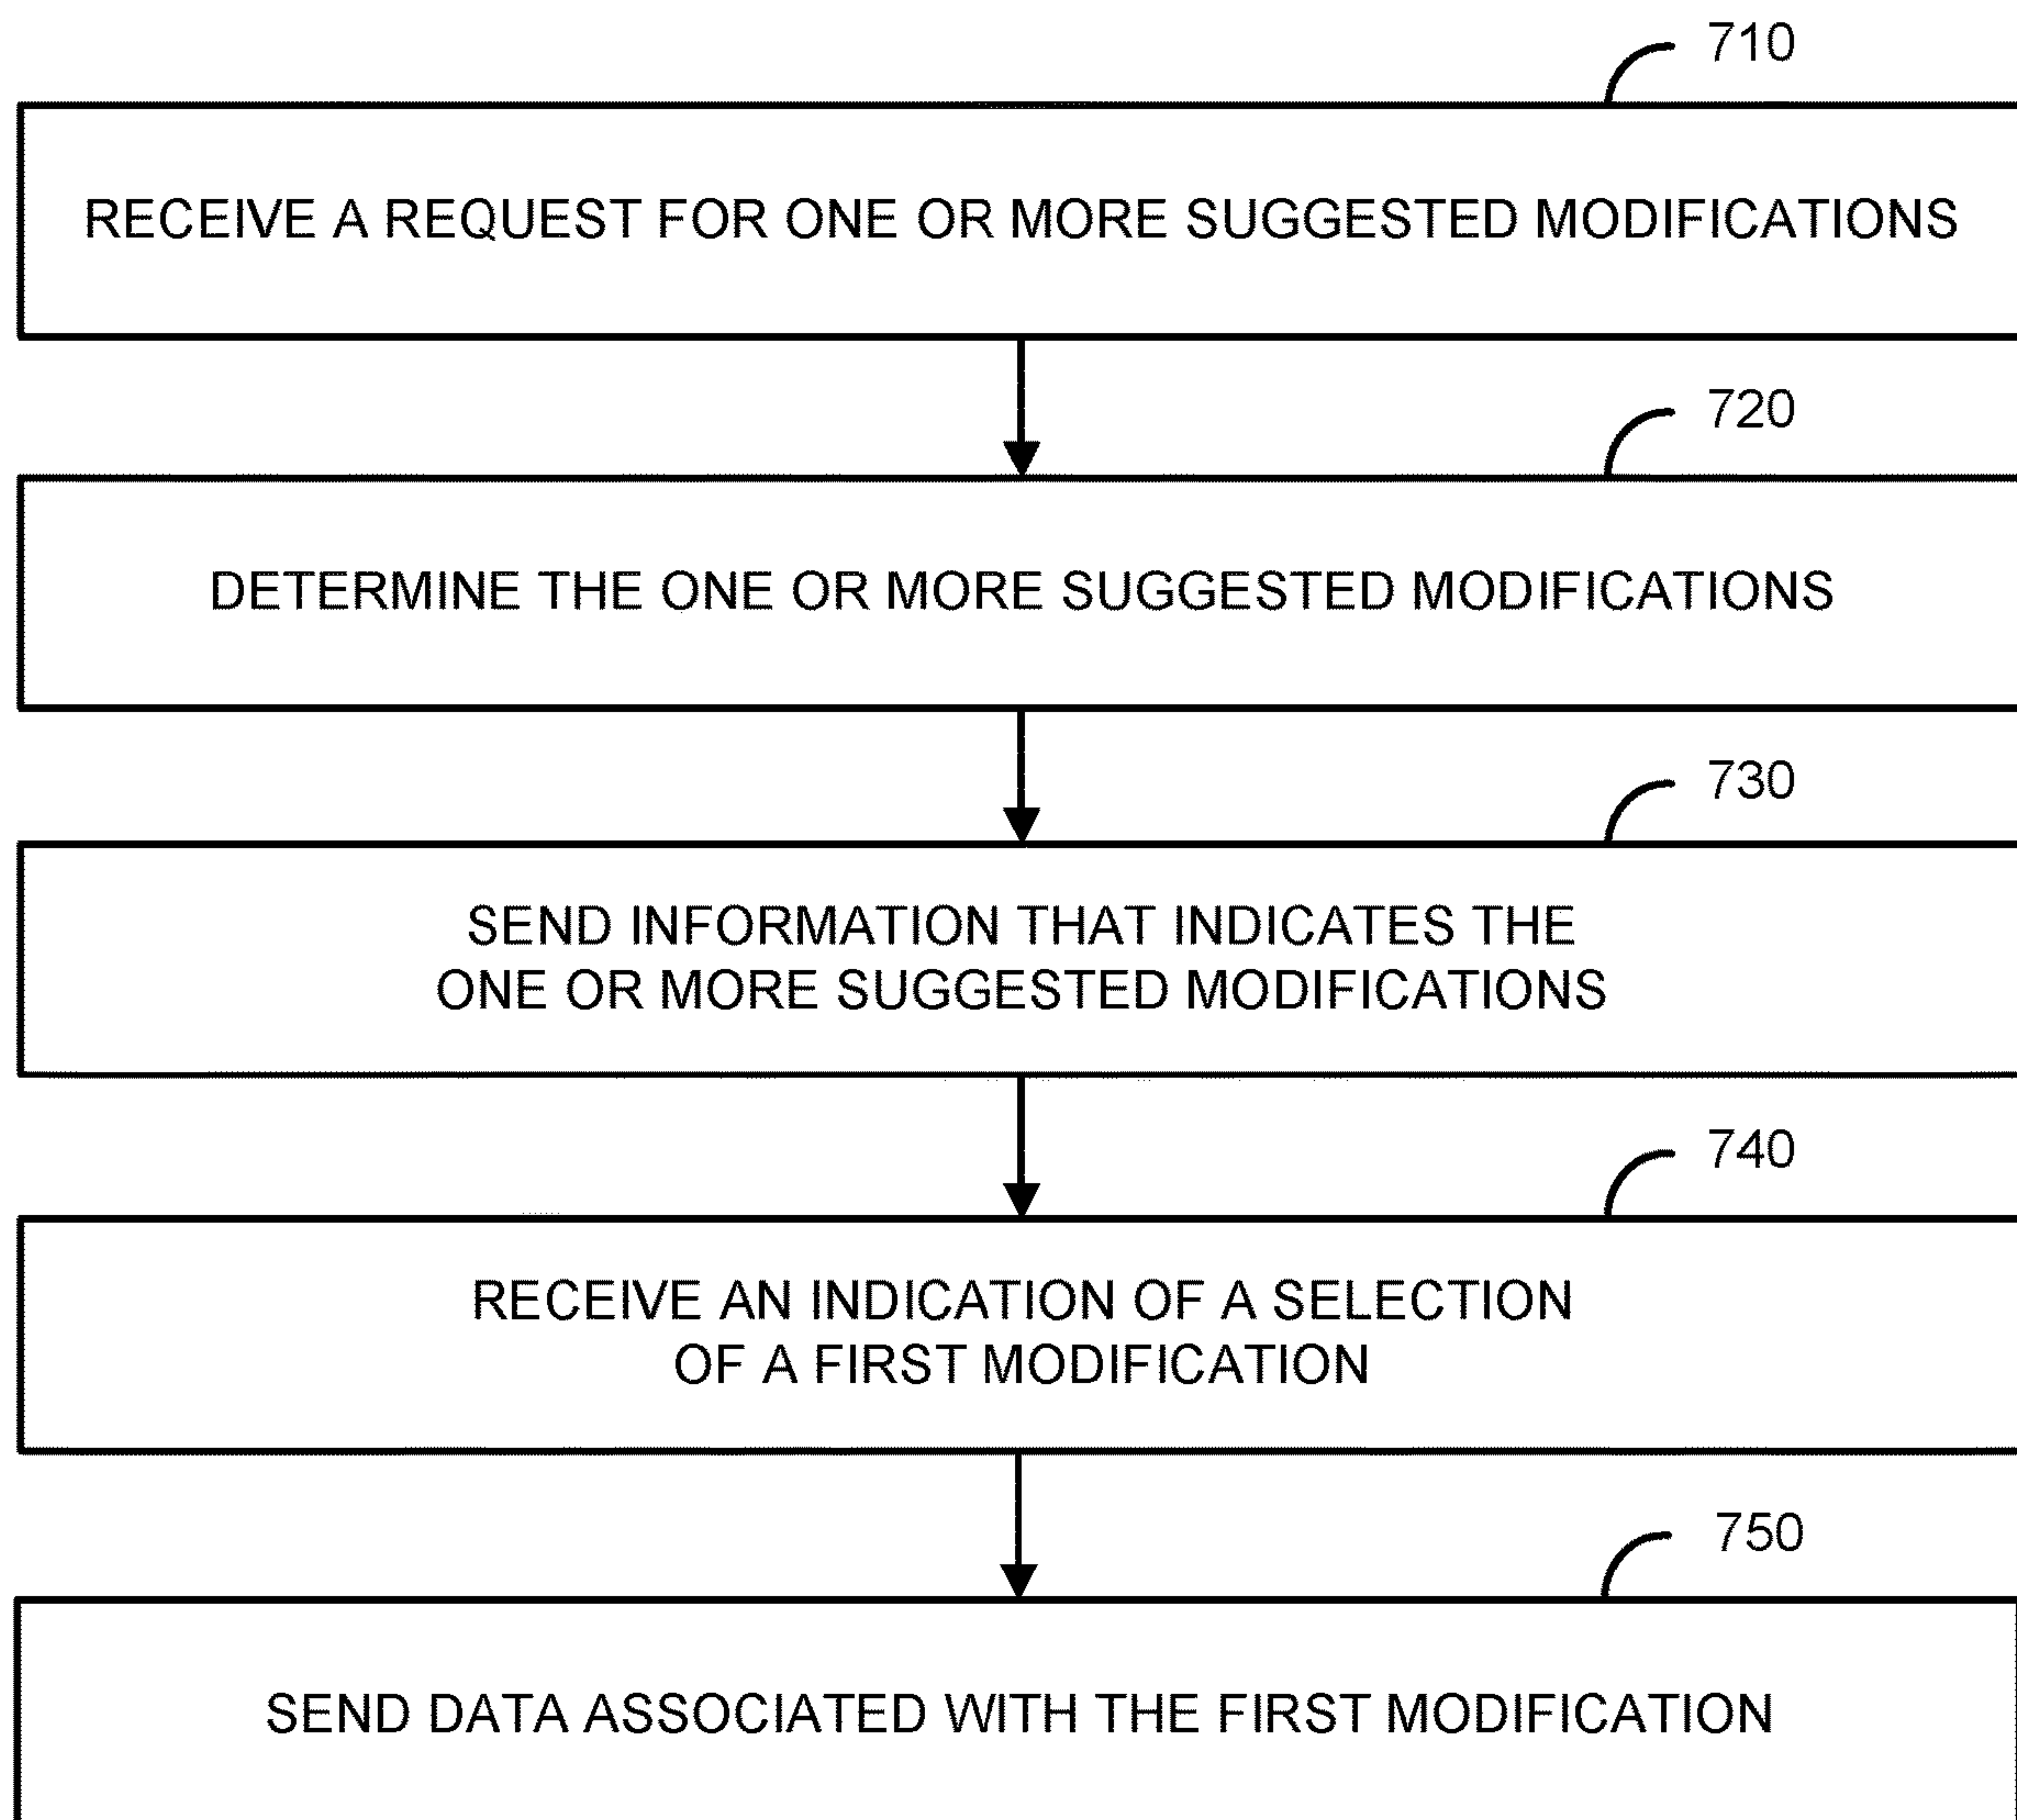 710
RECEIVE A REQUEST FOR ONE OR MORE SUGGESTED MODIFICATIONS
720
DETERMINE THE ONE OR MORE SUGGESTED MODIFICATIONS
730
SEND INFORMATION THAT INDICATES THE
ONE OR MORE SUGGESTED MODIFICATIONS
740
RECEIVE AN INDICATION OF A SELECTION
OF A FIRST MODIFICATION
750
SEND DATA ASSOCIATED WITH THE FIRST MODIFICATION